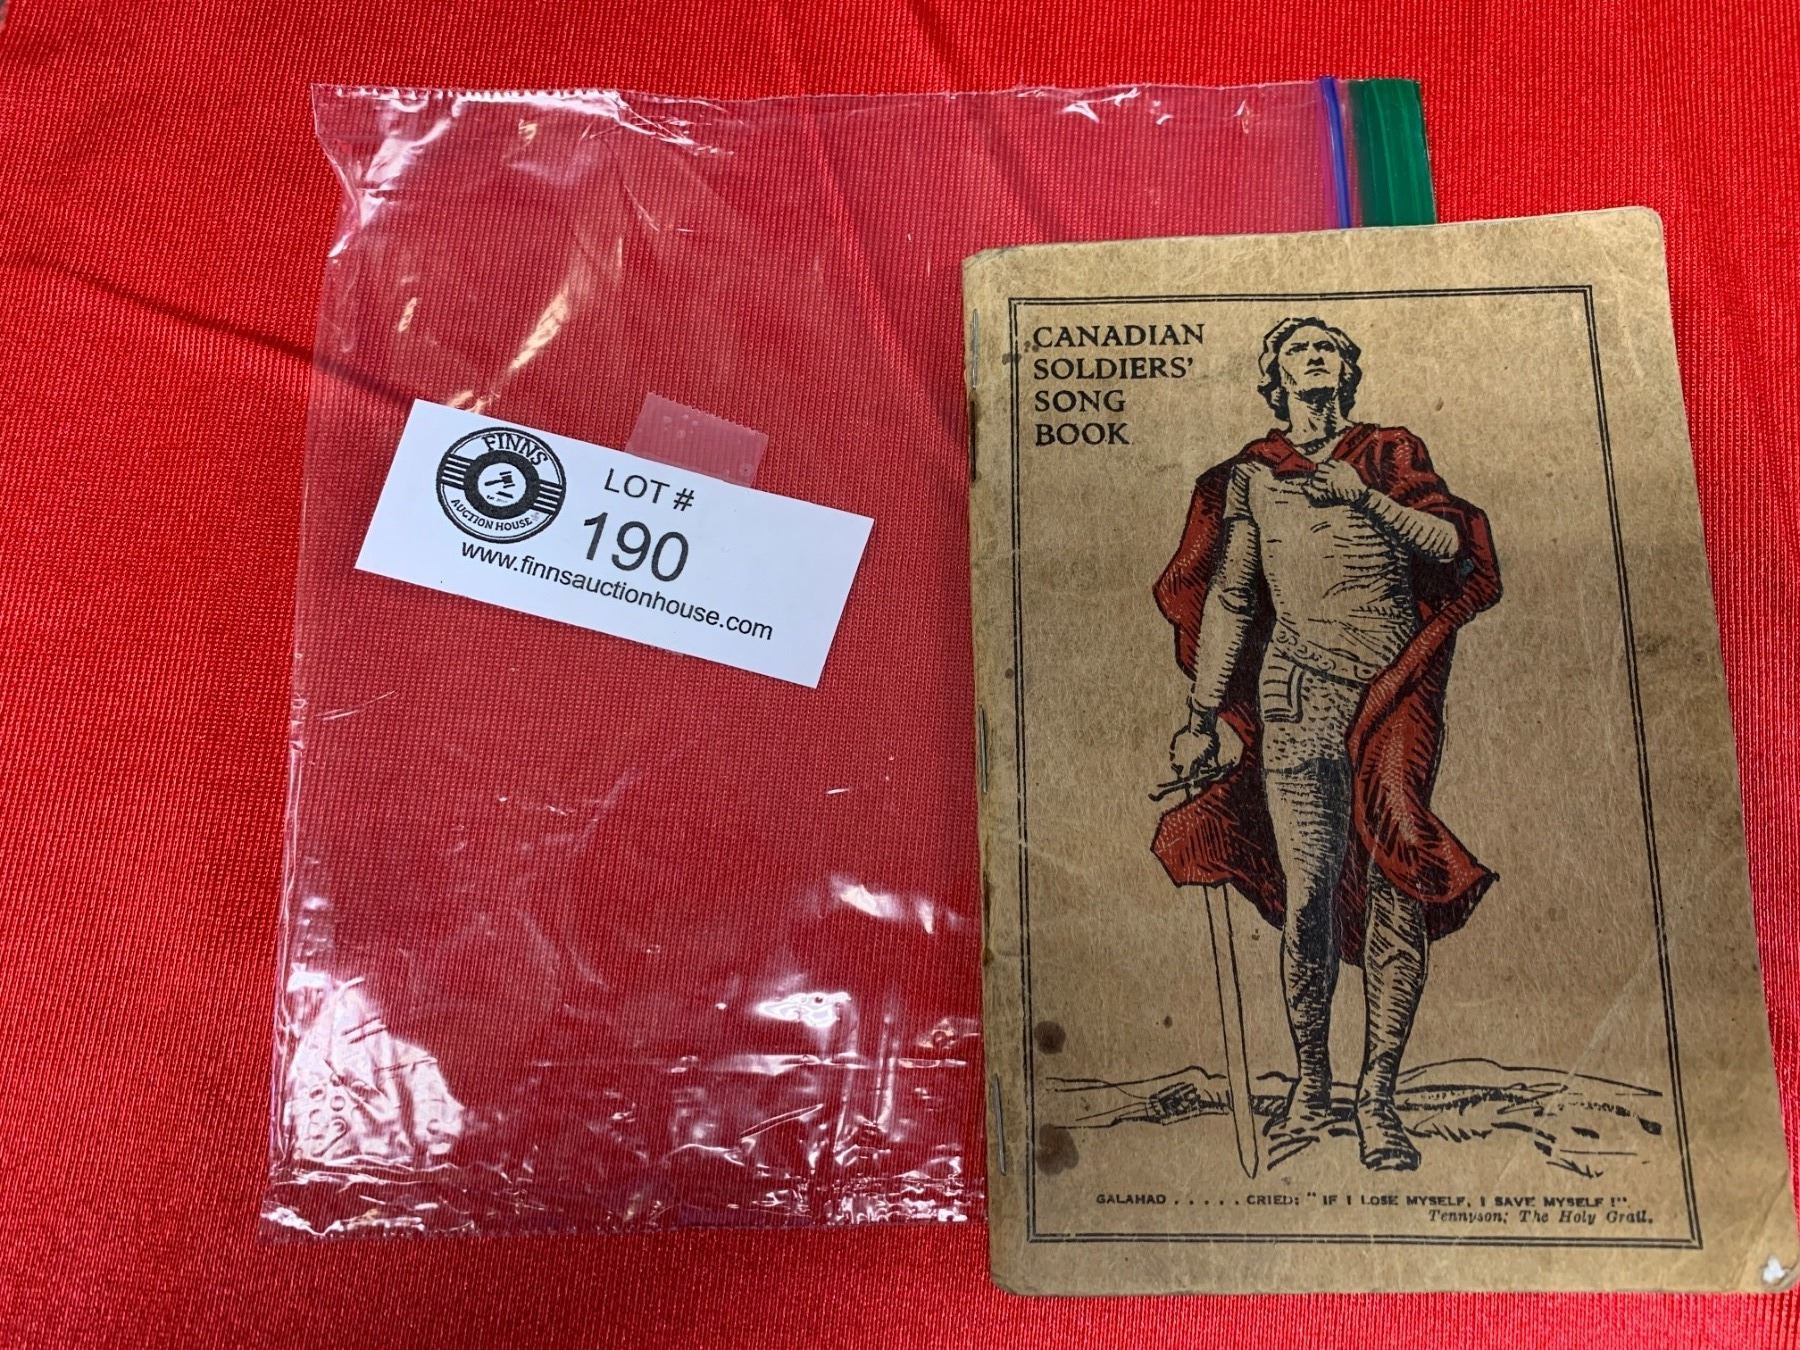 FINNS
AUCTION HOUSE
LOT #
190
www.finnsauctionhouse.com
CANADIAN
SOLDIERS'
SONG
BOOK
GALAHAD . . . . . CRIED: "IF I LOSE MYSELF, I SAVE MYSELF!"
Tennyson; The Holy Grail.